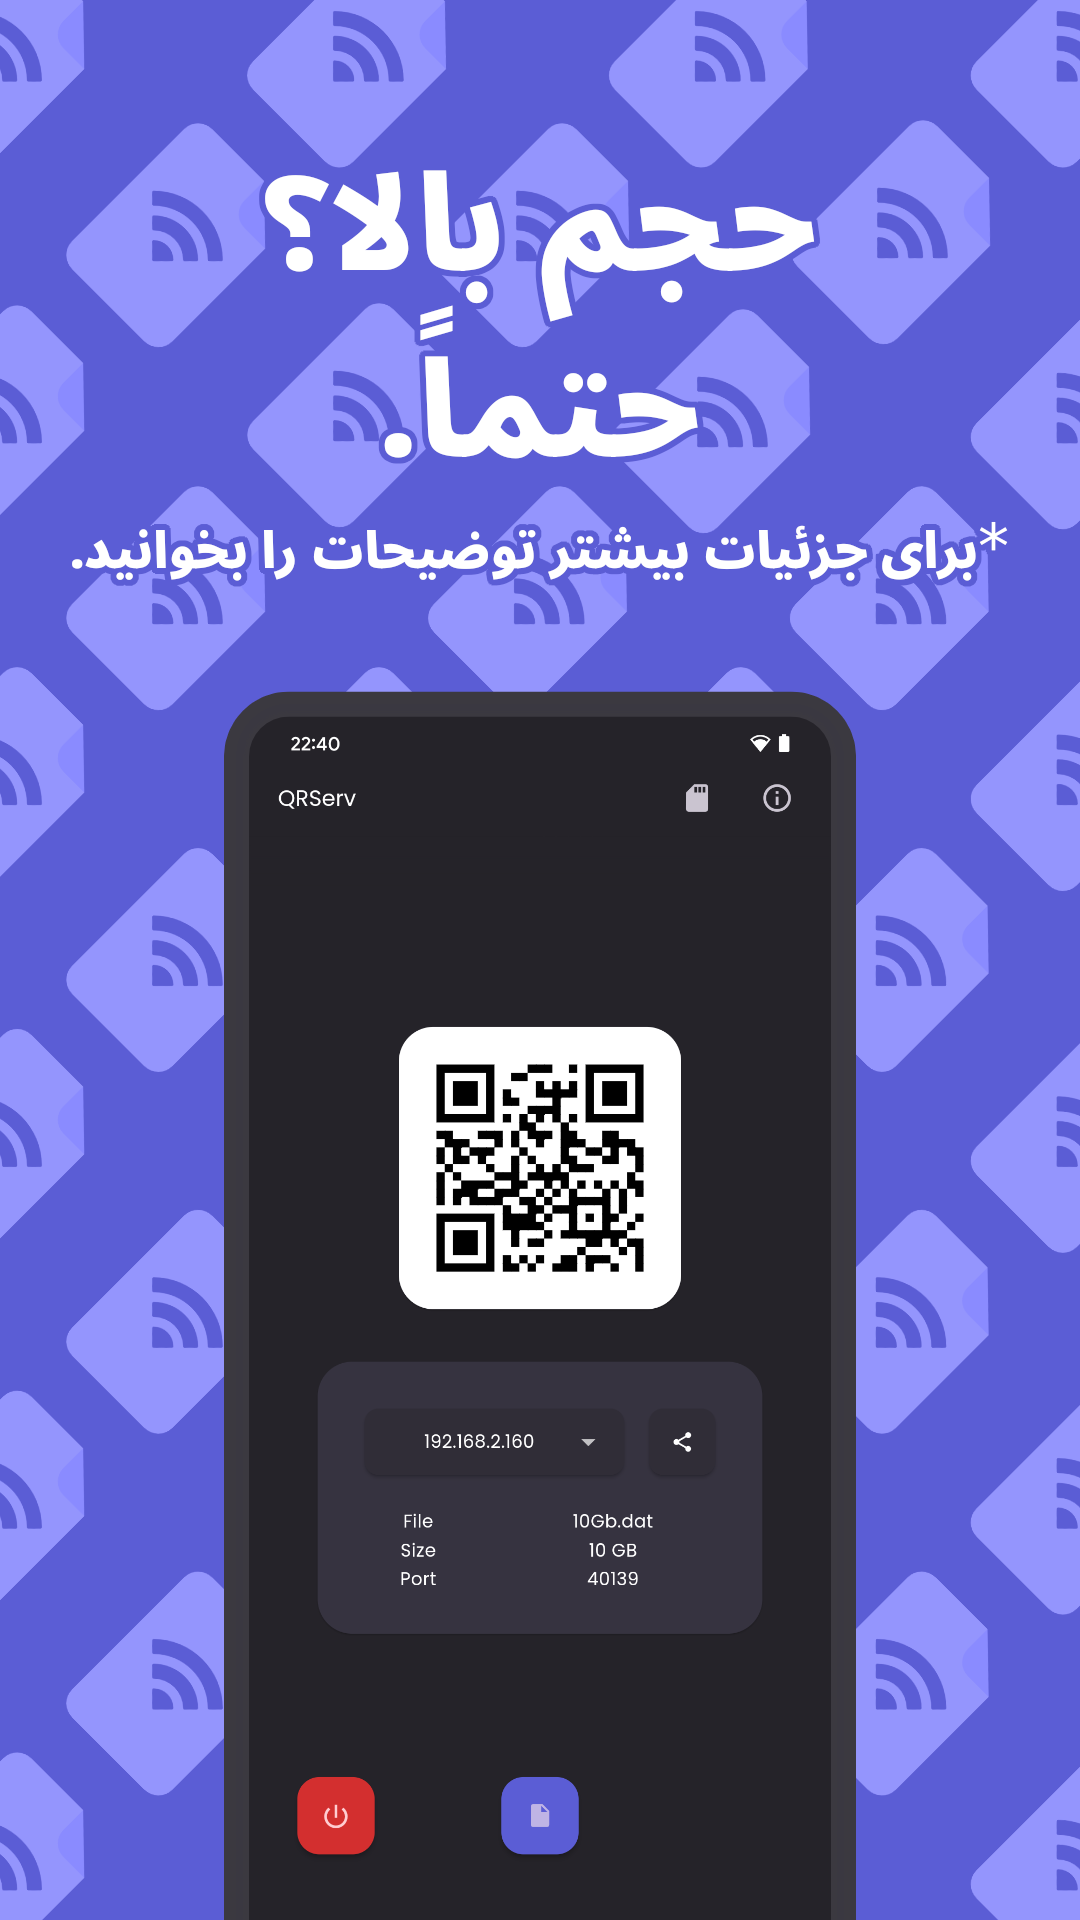 حجم بالا؟
حتماً.
*برای جزئیات بیشتر توضیحات را بخوانید.
22:40
QRServ
192.168.2.160
File 10Gb.dat
Size 10 GB
Port 40139